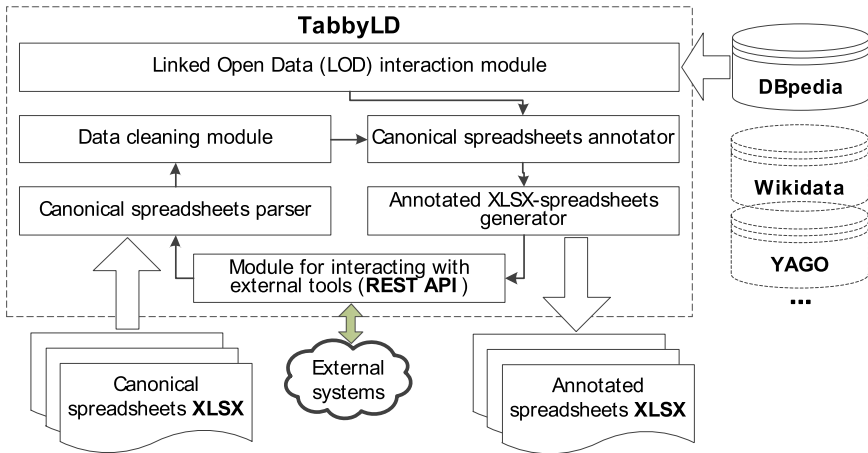 TabbyLD
Linked Open Data (LOD) interaction module
DBpedia
Data cleaning module
Canonical spreadsheets annotator
Wikidata
Canonical spreadsheets parser
Annotated XLSX-spreadsheets
generator
YAGO
...
Module for interacting with
external tools (REST API )
Canonical
spreadsheets XLSX
External
systems
Annotated
spreadsheets XLSX